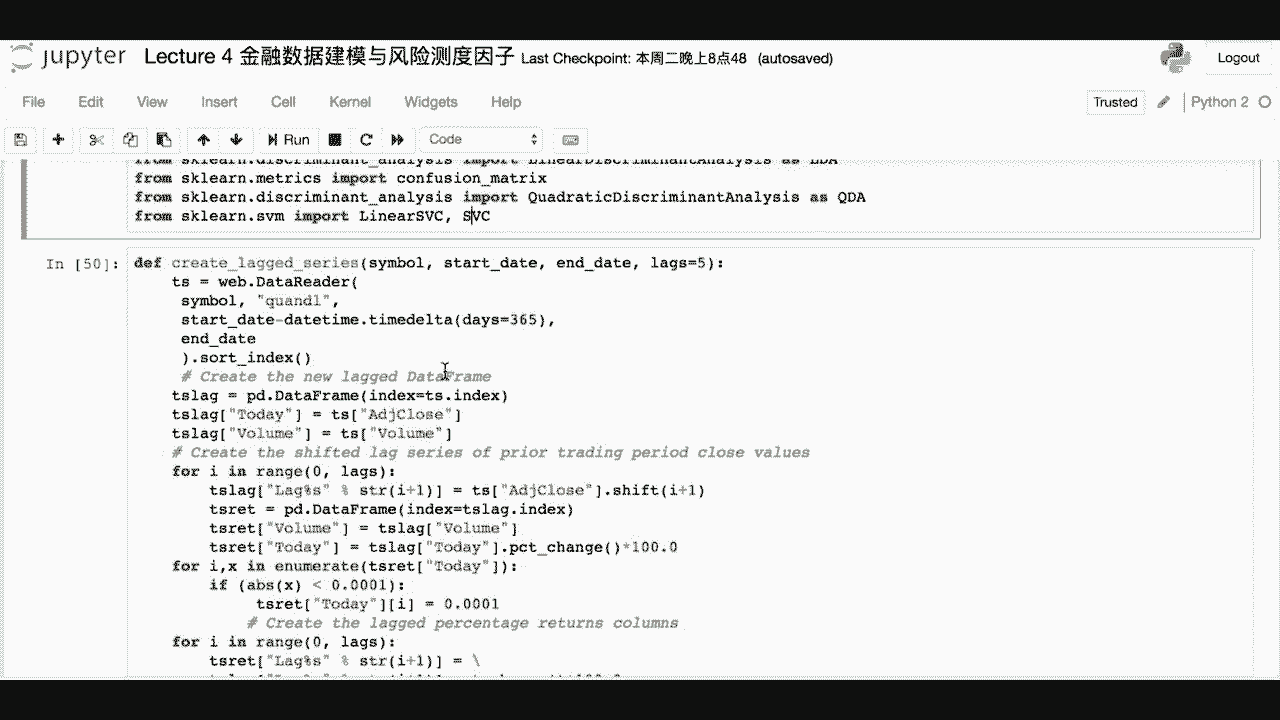 jupyter Lecture 4 金融数据建模与风险测度因子 Last Checkpoint: 本周二晚上8点48 (autosaved) Logout
File Edit View Insert Cell Kernel Widgets Help Trusted Python 2
Run Code
from sklearn.discriminant_analysis import LinearDiscriminantAnalysis as LDA
from sklearn.metrics import confusion_matrix
from sklearn.discriminant_analysis import QuadraticDiscriminantAnalysis as QDA
from sklearn.svm import LinearSVC, SVC
In [50]: def create_lagged_series(symbol, start_date, end_date, lags=5):
ts = web.DataReader(
symbol, "quandl",
start_date-datetime.timedelta(days=365),
end_date
).sort_index()
# Create the new lagged DataFrame
tslag = pd.DataFrame(index=ts.index)
tslag["Today"] = ts["AdjClose"]
tslag["Volume"] = ts["Volume"]
# Create the shifted lag series of prior trading period close values
for i in range(0, lags):
tslag["Lag%s" % str(i+1)] = ts["AdjClose"].shift(i+1)
tsret = pd.DataFrame(index=tslag.index)
tsret["Volume"] = tslag["Volume"]
tsret["Today"] = tslag["Today"].pct_change()*100.0
for i,x in enumerate(tsret["Today"]):
if (abs(x) < 0.0001):
tsret["Today"][i] = 0.0001
# Create the lagged percentage returns columns
for i in range(0, lags):
tsret["Lag%s" % str(i+1)] = \